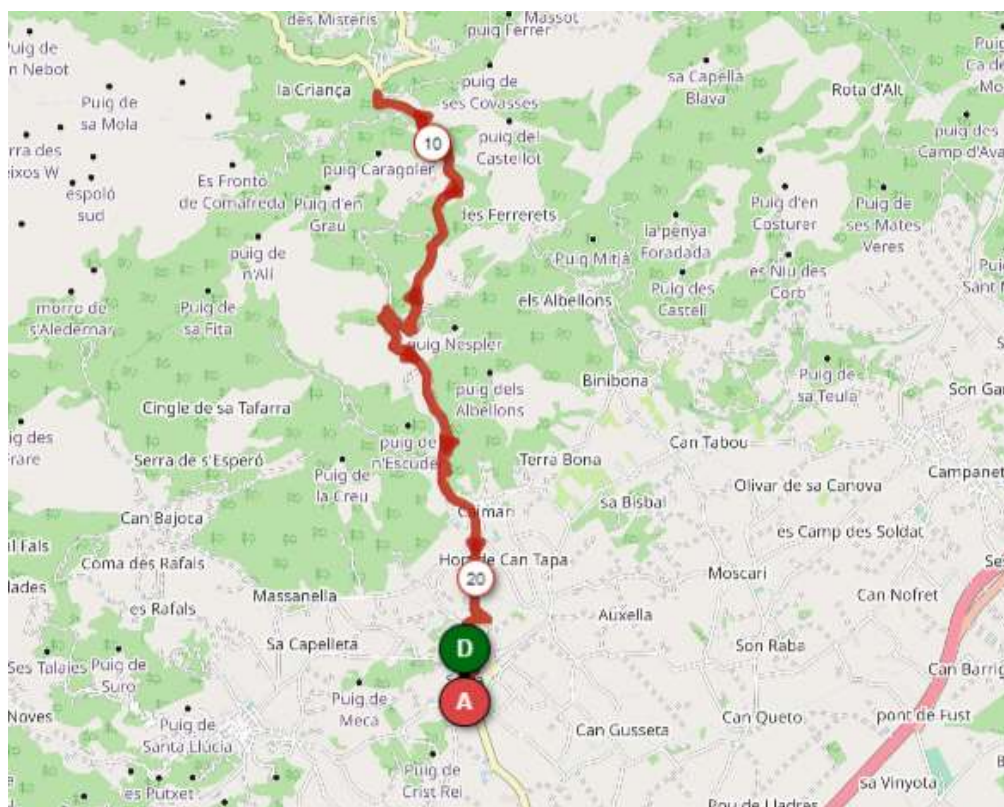 des Misteris
Massot
puig Ferrer
Puig de
n Nebot
puig de
ses Covasses
sa Capella
Blava
Rota d'Alt
la Criança
Puig de
sa Mola
10
puig del
Castellot
puig des
Camp d'Ava
puig Caragoler
Es Frontó
de Comafreda
espoló
sud
Puig d'en
Grau
les Ferrerets
la penya
Foradada
Puig d'en
Costurer
Puig de
ses Mates
Veres
puig de
n'Alí
Puig Mitjà
Puig des
Castell
es Niu des
Corb
els Albellons
morro de
s'Aledernar
Puig de
sa Fita
puig Nespler
Binibona
Puig de
sa Teula
puig dels
Albellons
Cingle de sa Tafarra
Can Tabou
puig de
n'Escude
Serra de s'Esperó
Terra Bona
Campanet
Puig de
la Creu
Olivar de sa Canova
sa Bisbal
Can Bajoca
Caimari
es Camp des Soldat
Hort de Can Tapa
Coma des Rafals
Moscari
20
Massanella
Can Nofret
es Rafals
Auxella
Sa Capelleta
Son Raba
D
Ses Talaies
Puig de
Suro
Can Barrig
Puig de
Meca
A
Puig de
Santa Llúcia
Can Gusseta
Can Queto
pont de Fust
Puig de
Crist Rei
es Putxet
sa Vinyota
Pou de Lladres